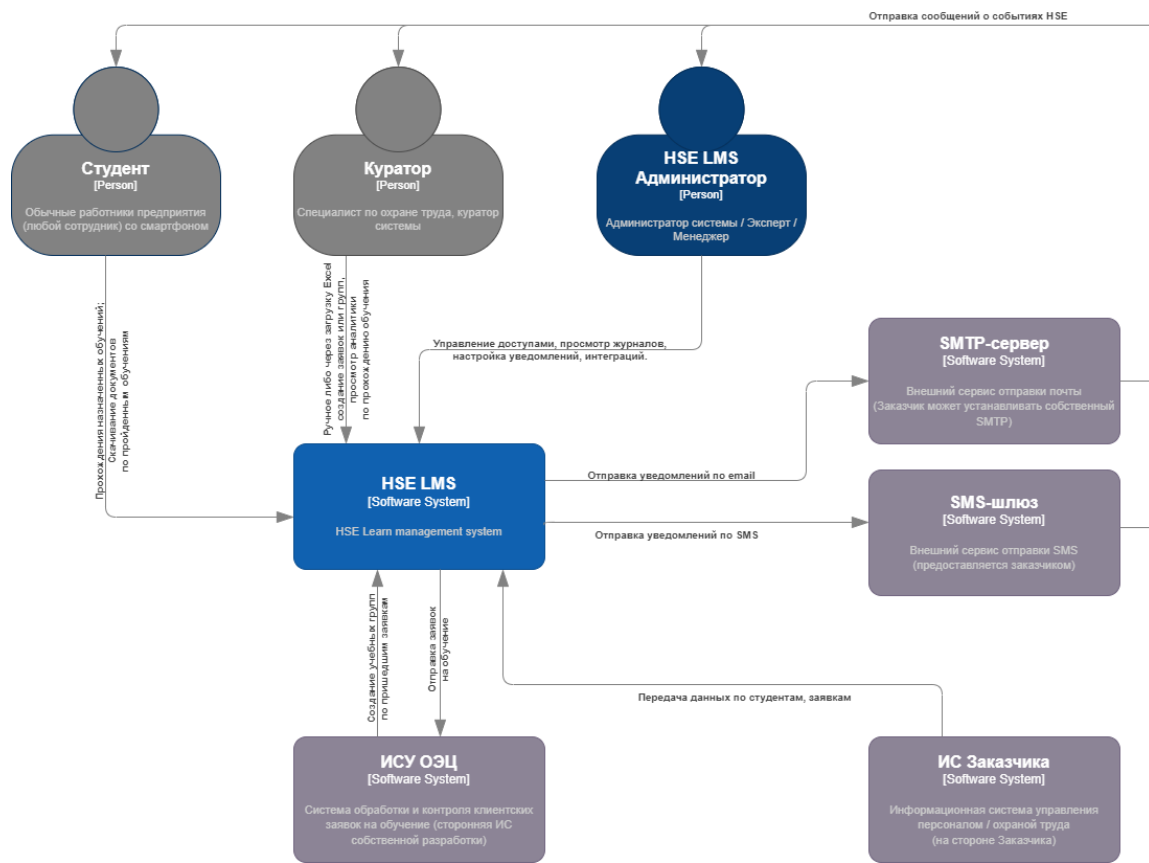 Отправка сообщений о событиях HSE
Студент
[Person]
Обычные работники предприятия
(любой сотрудник) со смартфоном
Куратор
[Person]
Специалист по охране труда, куратор
системы
HSE LMS
Администратор
[Person]
Администратор системы / Эксперт /
Менеджер
Прохождения назначенных обучений;
Скачивание документов
по пройденным обучениям
Ручное либо через загрузку Excel
создание заявок или групп,
просмотр аналитики
по прохождению обучения
Управление доступами, просмотр журналов,
настройка уведомлений, интеграций.
SMTP-сервер
[Software System]
Внешний сервис отправки почты
(Заказчик может устанавливать собственный
SMTP)
HSE LMS
[Software System]
HSE Learn management system
Отправка уведомлений по email
Отправка уведомлений по SMS
SMS-шлюз
[Software System]
Внешний сервис отправки SMS
(предоставляется заказчиком)
Создание учебных групп
по пришедшим заявкам
Отправка заявок
на обучение
Передача данных по студентам, заявкам
ИСУ ОЭЦ
[Software System]
Система обработки и контроля клиентских
заявок на обучение (сторонняя ИС
собственной разработки)
ИС Заказчика
[Software System]
Информационная система управления
персоналом / охраной труда
(на стороне Заказчика)